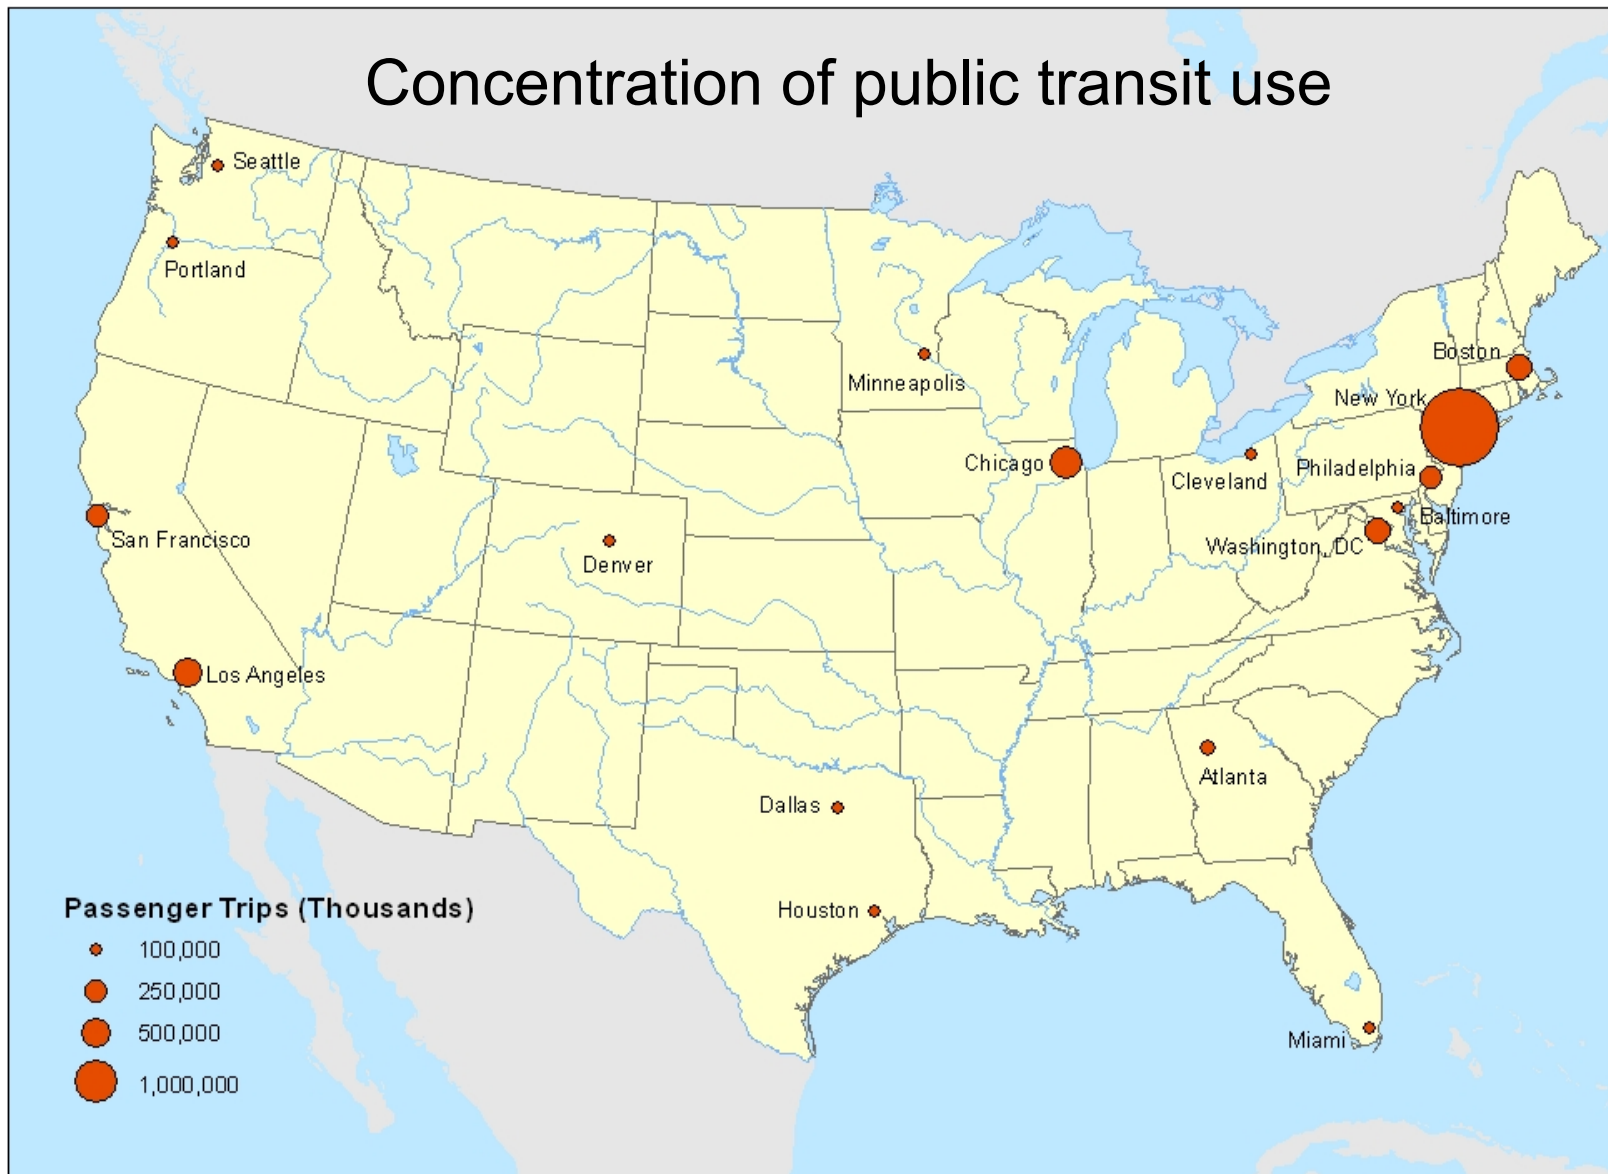 Concentration of public transit use
Seattle
Portland
Minneapolis
Boston
New York
Chicago
Cleveland
Philadelphia
Baltimore
Washington, DC
San Francisco
Denver
Los Angeles
Atlanta
Dallas
Houston
Miami
Passenger Trips (Thousands)
100,000
250,000
500,000
1,000,000